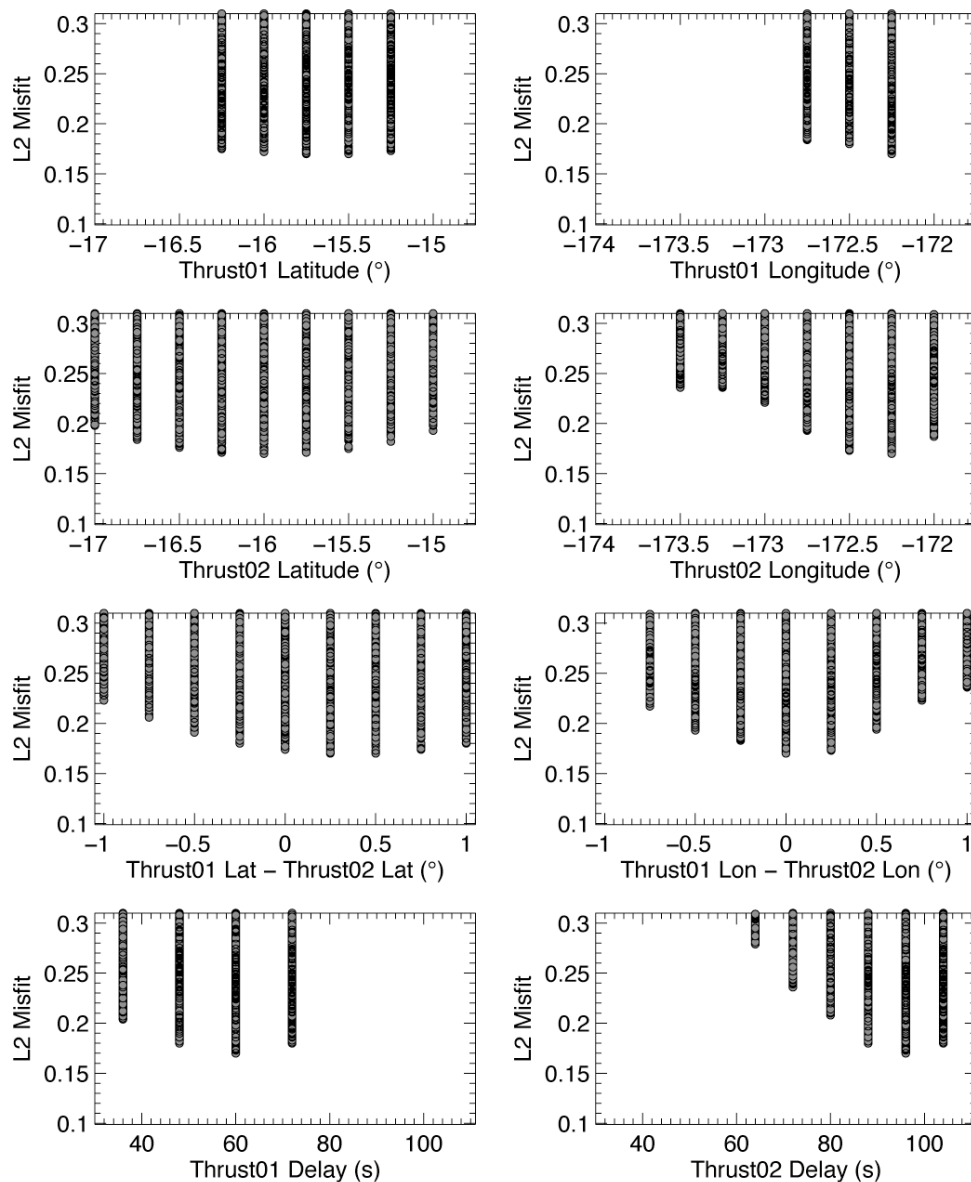 0.3 0.3
0.25 0.25
L2 Misfit L2 Misfit
0.2 0.2
0.15 0.15
0.1 0.1
−17 −16.5 −16 −15.5 −15 −174 −173.5 −173 −172.5 −172
Thrust01 Latitude (°) Thrust01 Longitude (°)
0.3 0.3
0.25 0.25
L2 Misfit L2 Misfit
0.2 0.2
0.15 0.15
0.1 0.1
−17 −16.5 −16 −15.5 −15 −174 −173.5 −173 −172.5 −172
Thrust02 Latitude (°) Thrust02 Longitude (°)
0.3 0.3
0.25 0.25
L2 Misfit L2 Misfit
0.2 0.2
0.15 0.15
0.1 0.1
−1 −0.5 0 0.5 1 −1 −0.5 0 0.5 1
Thrust01 Lat − Thrust02 Lat (°) Thrust01 Lon − Thrust02 Lon (°)
0.3 0.3
0.25 0.25
L2 Misfit L2 Misfit
0.2 0.2
0.15 0.15
0.1 0.1
40 60 80 100 40 60 80 100
Thrust01 Delay (s) Thrust02 Delay (s)